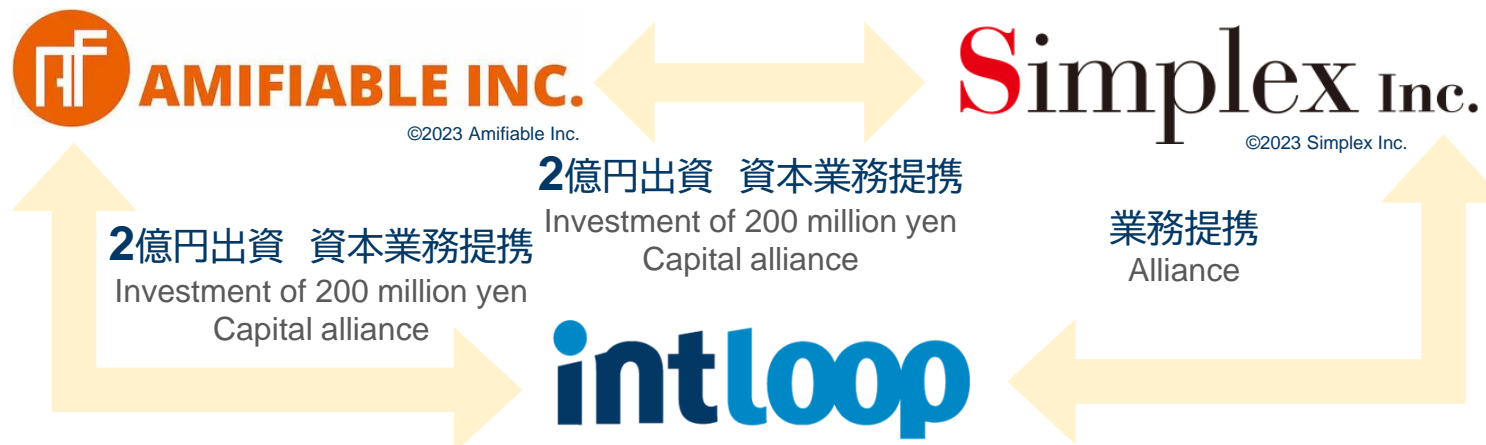 AF AMIFIABLE INC.
©2023 Amifiable Inc.
Simplex Inc.
©2023 Simplex Inc.
2億円出資 資本業務提携
Investment of 200 million yen
Capital alliance
2億円出資 資本業務提携
Investment of 200 million yen
Capital alliance
業務提携
Alliance
intloop